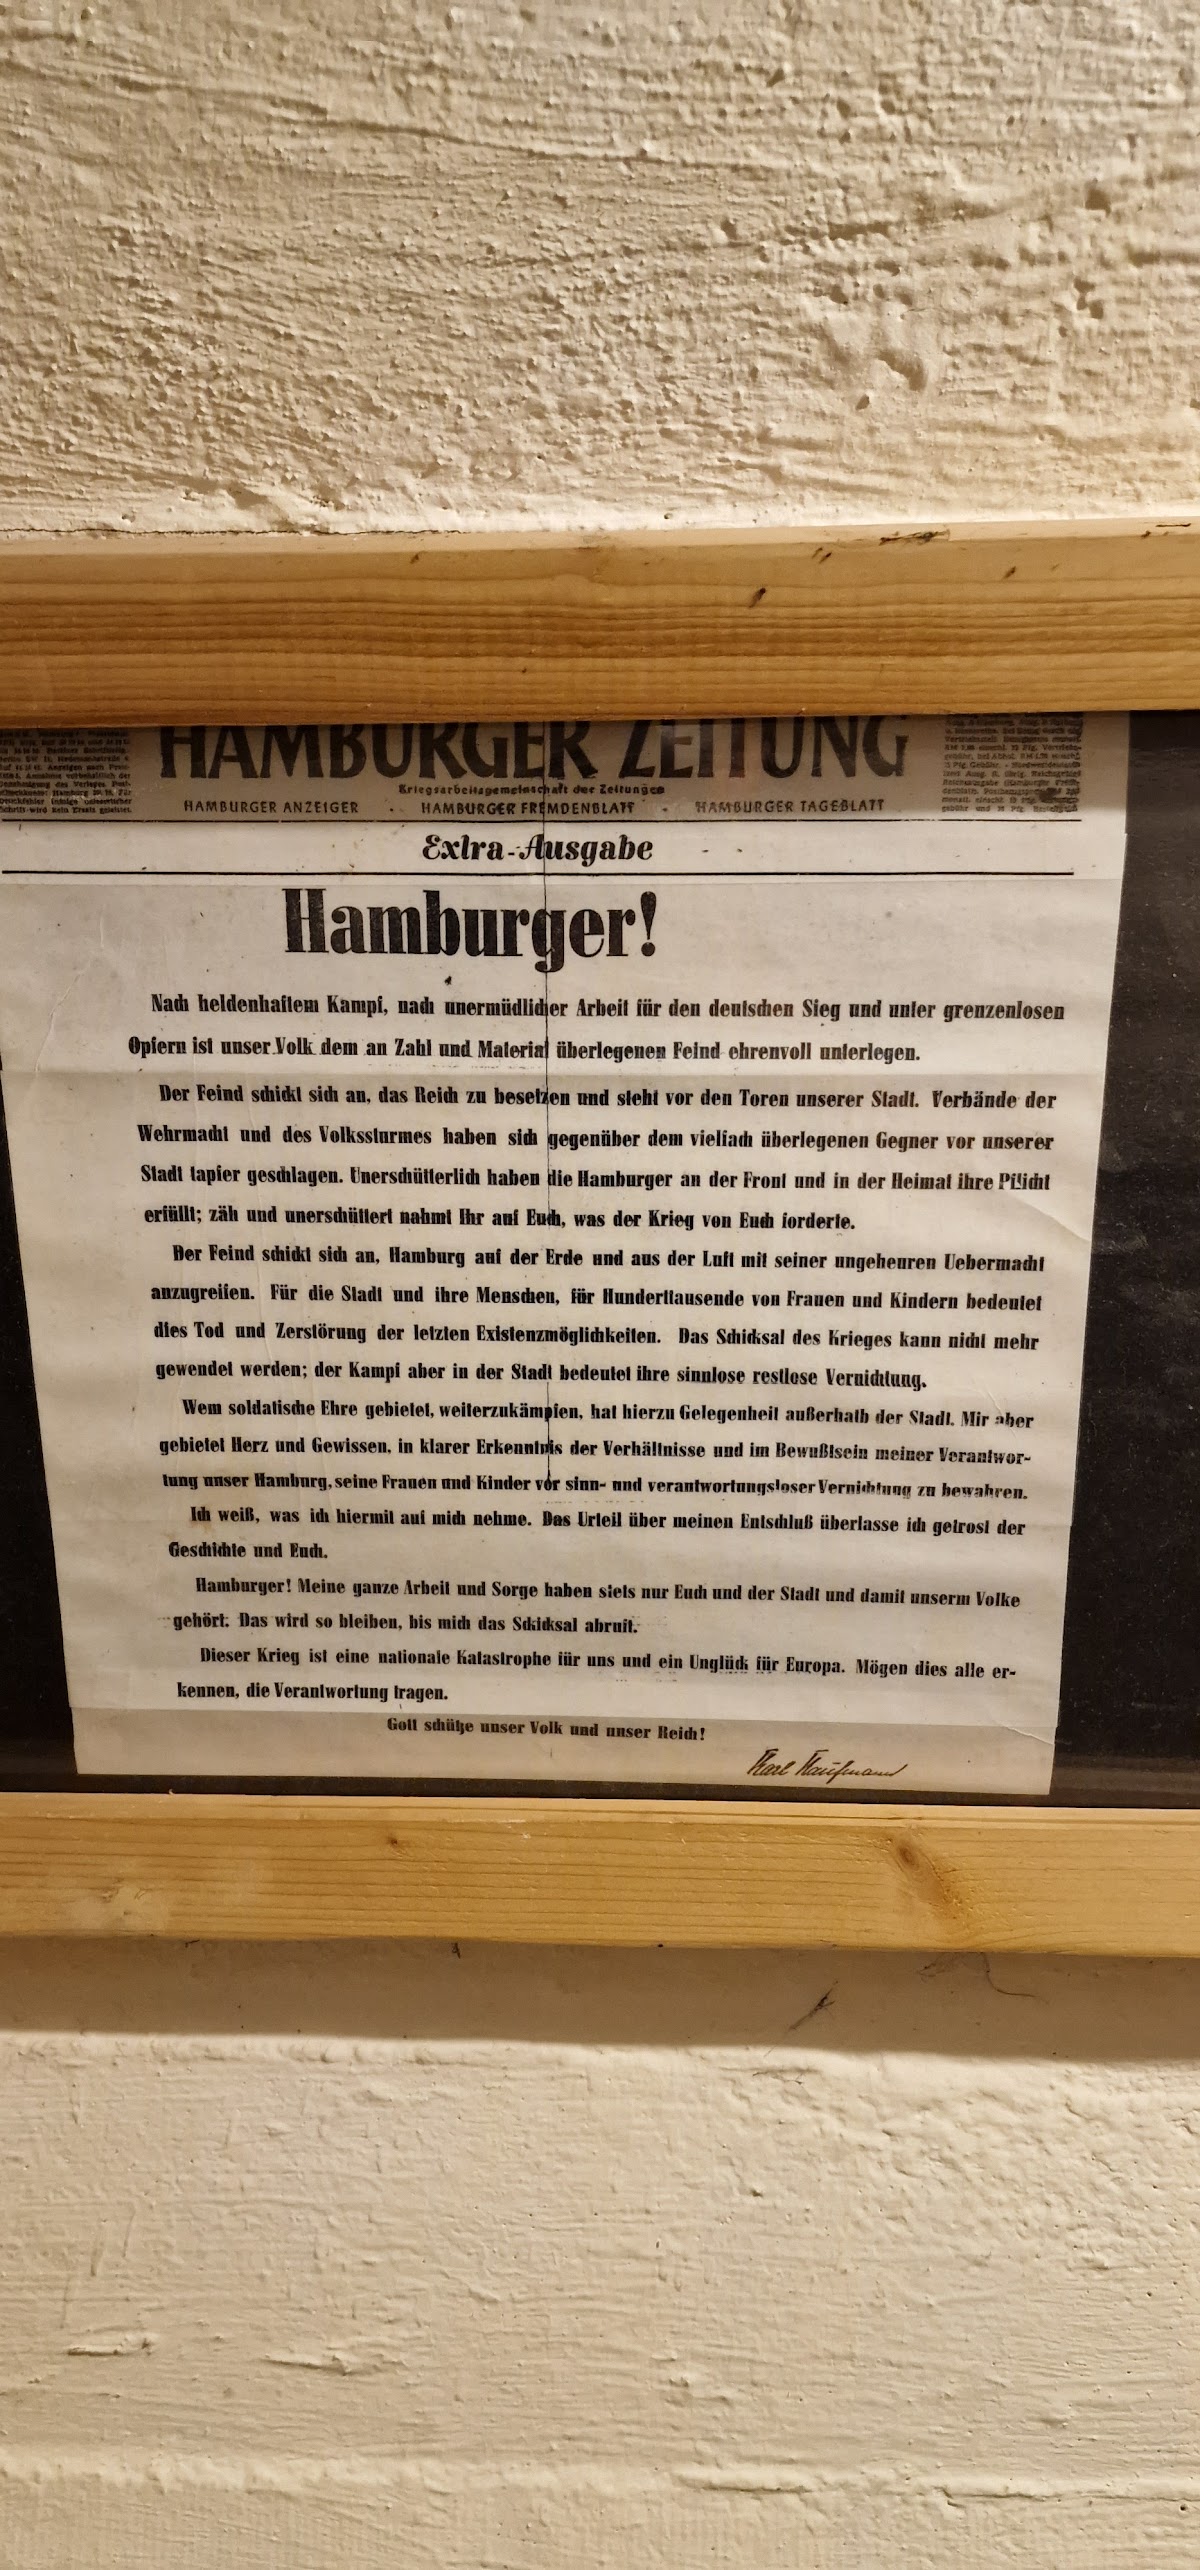 HAMBURGER ZEITUNG
Kriegsarbeitsgemeinschaft der Zeitungen
HAMBURGER ANZEIGER · HAMBURGER FREMDENBLATT · HAMBURGER TAGEBLATT
Extra-Ausgabe
Hamburger!
Nach heldenhaftem Kampf, nach unermüdlicher Arbeit für den deutschen Sieg und unter grenzenlosen
Opfern ist unser Volk dem an Zahl und Material überlegenen Feind ehrenvoll unterlegen.
Der Feind schickt sich an, das Reich zu besetzen und steht vor den Toren unserer Stadt. Verbände der
Wehrmacht und des Volkssturmes haben sich gegenüber dem vielfach überlegenen Gegner vor unserer
Stadt tapfer geschlagen. Unerschütterlich haben die Hamburger an der Front und in der Heimat ihre Pflicht
erfüllt; zäh und unerschüttert nahmt Ihr auf Euch, was der Krieg von Euch forderte.
Der Feind schickt sich an, Hamburg auf der Erde und aus der Luft mit seiner ungeheuren Uebermacht
anzugreifen. Für die Stadt und ihre Menschen, für Hunderttausende von Frauen und Kindern bedeutet
dies Tod und Zerstörung der letzten Existenzmöglichkeiten. Das Schicksal des Krieges kann nicht mehr
gewendet werden; der Kampf aber in der Stadt bedeutet ihre sinnlose restlose Vernichtung.
Wem soldatische Ehre gebietet, weiterzukämpfen, hat hierzu Gelegenheit außerhalb der Stadt. Mir aber
gebietet Herz und Gewissen, in klarer Erkenntnis der Verhältnisse und im Bewußtsein meiner Verantwor-
tung unser Hamburg, seine Frauen und Kinder vor sinn- und verantwortungsloser Vernichtung zu bewahren.
Ich weiß, was ich hiermit auf mich nehme. Das Urteil über meinen Entschluß überlasse ich getrost der
Geschichte und Euch.
Hamburger! Meine ganze Arbeit und Sorge haben stets nur Euch und der Stadt und damit unserm Volke
gehört. Das wird so bleiben, bis mich das Schicksal abruft.
Dieser Krieg ist eine nationale Katastrophe für uns und ein Unglück für Europa. Mögen dies alle er-
kennen, die Verantwortung tragen.
Gott schütze unser Volk und unser Reich!
Karl Kaufmann